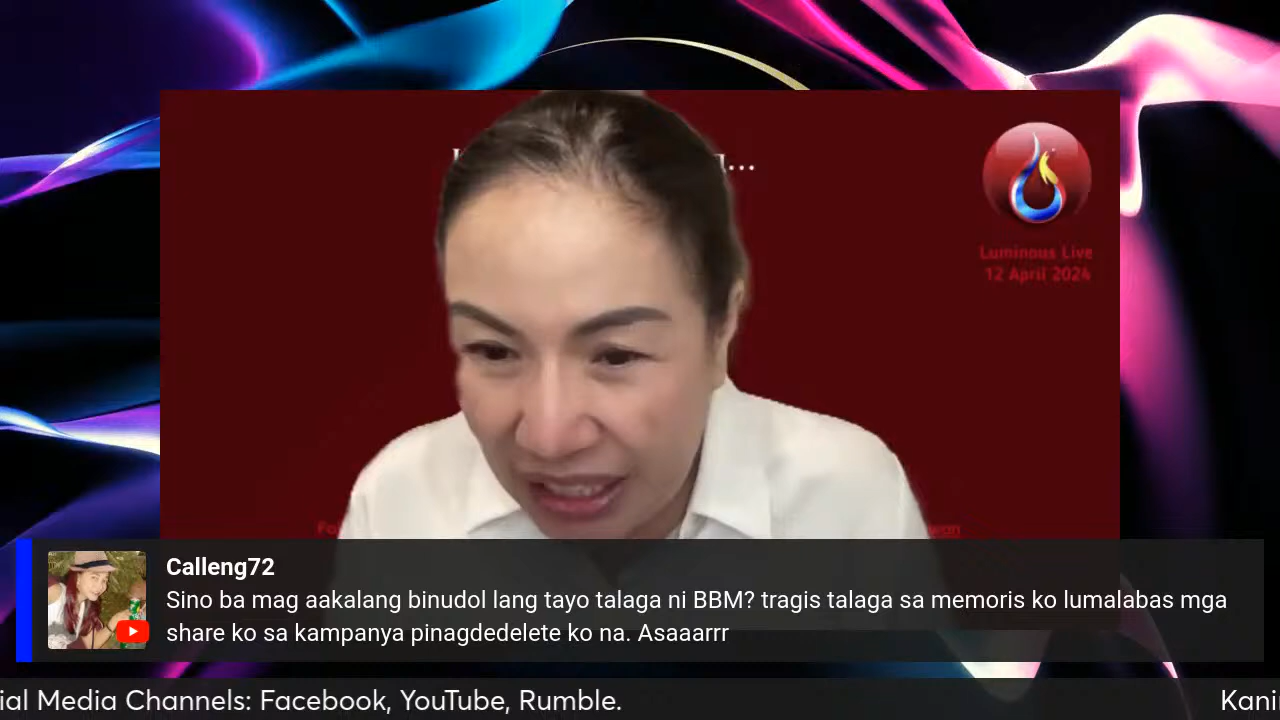 Luminous Live
12 April 2024
Calleng72
Sino ba mag aakalang binudol lang tayo talaga ni BBM? tragis talaga sa memoris ko lumalabas mga
share ko sa kampanya pinagdedelete ko na. Asaaarrr
ial Media Channels: Facebook, YouTube, Rumble.
Kani